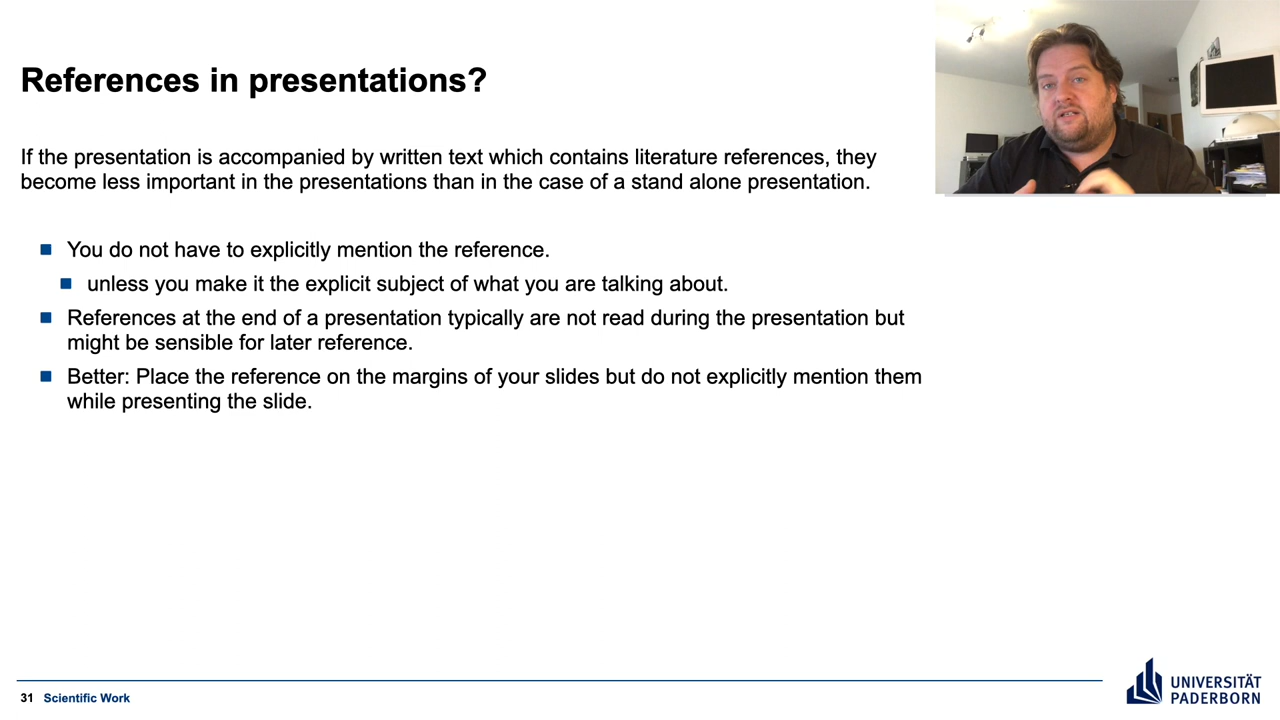 References in presentations?
If the presentation is accompanied by written text which contains literature references, they
become less important in the presentations than in the case of a stand alone presentation.
You do not have to explicitly mention the reference.
unless you make it the explicit subject of what you are talking about.
References at the end of a presentation typically are not read during the presentation but
might be sensible for later reference.
Better: Place the reference on the margins of your slides but do not explicitly mention them
while presenting the slide.
31 Scientific Work
UNIVERSITÄT
PADERBORN